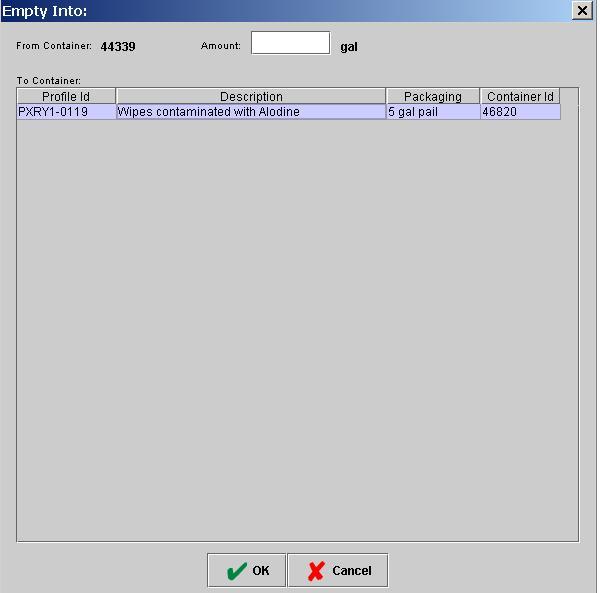 Empty Into:
From Container: 44339 Amount: gal
To Container:
Profile Id Description Packaging Container Id
PXRY1-0119 Wipes contaminated with Alodine 5 gal pail 46820
OK Cancel